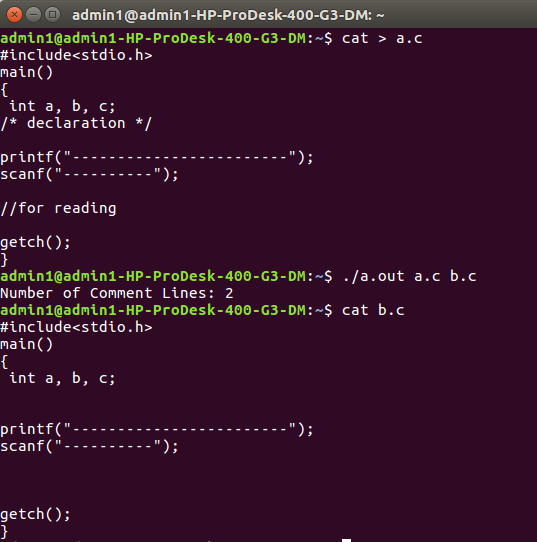 admin1@admin1-HP-ProDesk-400-G3-DM: ~
admin1@admin1-HP-ProDesk-400-G3-DM:~$ cat > a.c
#include<stdio.h>
main()
{
 int a, b, c;
/* declaration */
printf("------------------------");
scanf("----------");
//for reading
getch();
}
admin1@admin1-HP-ProDesk-400-G3-DM:~$ ./a.out a.c b.c
Number of Comment Lines: 2
admin1@admin1-HP-ProDesk-400-G3-DM:~$ cat b.c
#include<stdio.h>
main()
{
 int a, b, c;
printf("------------------------");
scanf("----------");
getch();
}